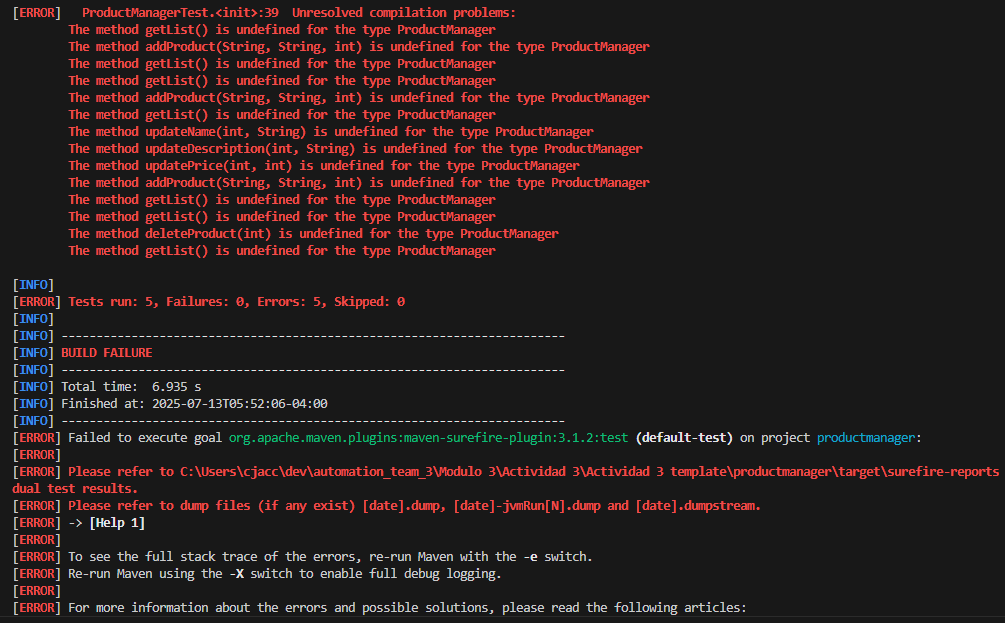 [ERROR]   ProductManagerTest.<init>:39  Unresolved compilation problems:
        The method getList() is undefined for the type ProductManager
        The method addProduct(String, String, int) is undefined for the type ProductManager
        The method getList() is undefined for the type ProductManager
        The method getList() is undefined for the type ProductManager
        The method addProduct(String, String, int) is undefined for the type ProductManager
        The method getList() is undefined for the type ProductManager
        The method updateName(int, String) is undefined for the type ProductManager
        The method updateDescription(int, String) is undefined for the type ProductManager
        The method updatePrice(int, int) is undefined for the type ProductManager
        The method addProduct(String, String, int) is undefined for the type ProductManager
        The method getList() is undefined for the type ProductManager
        The method getList() is undefined for the type ProductManager
        The method deleteProduct(int) is undefined for the type ProductManager
        The method getList() is undefined for the type ProductManager
[INFO]
[ERROR] Tests run: 5, Failures: 0, Errors: 5, Skipped: 0
[INFO]
[INFO] ------------------------------------------------------------------------
[INFO] BUILD FAILURE
[INFO] ------------------------------------------------------------------------
[INFO] Total time:  6.935 s
[INFO] Finished at: 2025-07-13T05:52:06-04:00
[INFO] ------------------------------------------------------------------------
[ERROR] Failed to execute goal org.apache.maven.plugins:maven-surefire-plugin:3.1.2:test (default-test) on project productmanager:
[ERROR]
[ERROR] Please refer to C:\Users\cjacc\dev\automation_team_3\Modulo 3\Actividad 3\Actividad 3 template\productmanager\target\surefire-reports
dual test results.
[ERROR] Please refer to dump files (if any exist) [date].dump, [date]-jvmRun[N].dump and [date].dumpstream.
[ERROR] -> [Help 1]
[ERROR]
[ERROR] To see the full stack trace of the errors, re-run Maven with the -e switch.
[ERROR] Re-run Maven using the -X switch to enable full debug logging.
[ERROR]
[ERROR] For more information about the errors and possible solutions, please read the following articles: